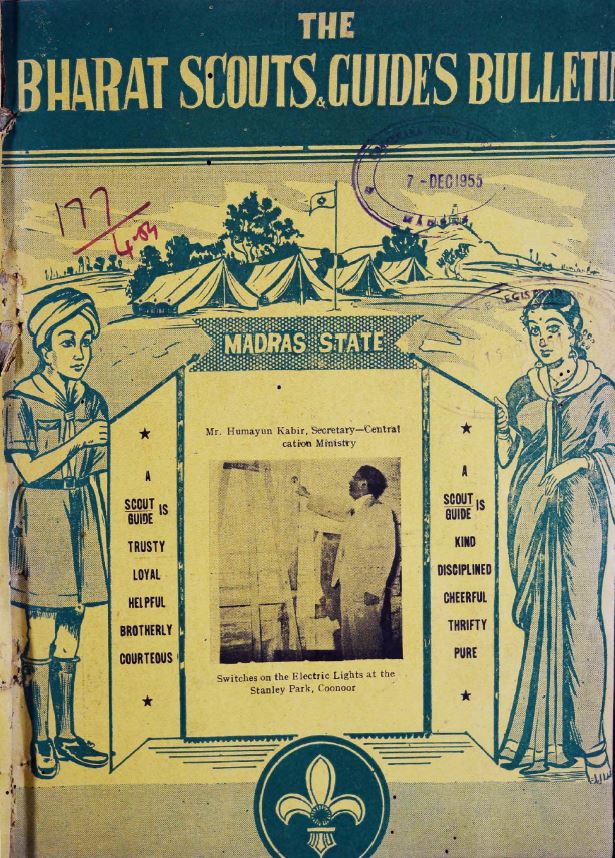 THE
BHARAT SCOUTS & GUIDES BULLETI
7 - DEC 1955
177
MADRAS STATE
Mr. Humayun Kabir, Secretary—Central
cation Ministry
Switches on the Electric Lights at the
Stanley Park, Coonoor
A
SCOUT
GUIDE IS
TRUSTY
LOYAL
HELPFUL
BROTHERLY
COURTEOUS
A
SCOUT
GUIDE IS
KIND
DISCIPLINED
CHEERFUL
THRIFTY
PURE